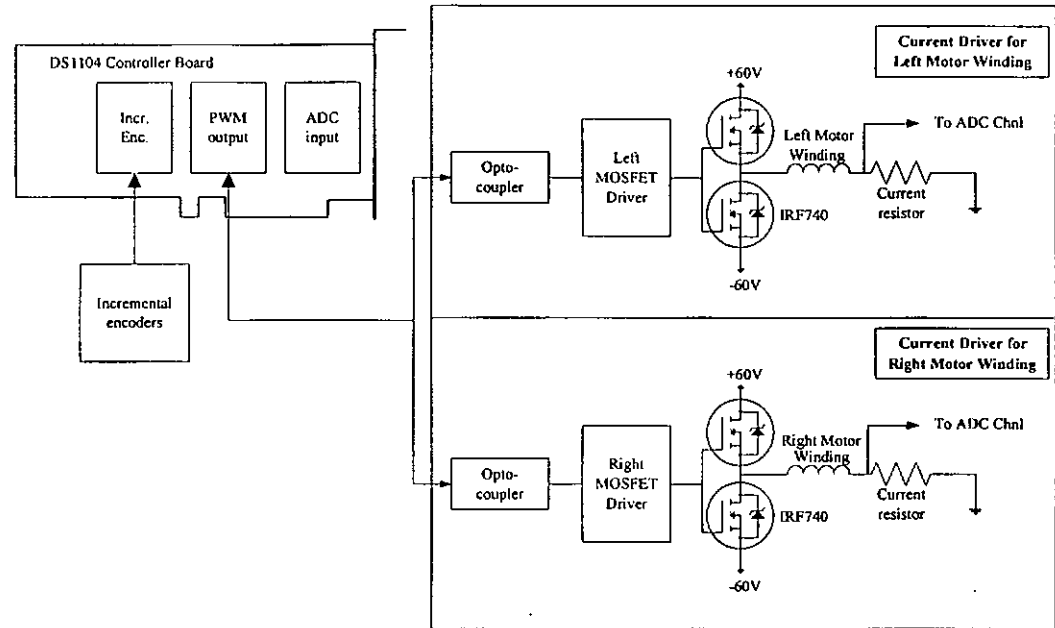 DS1104 Controller Board
Incr.
Enc.
PWM
output
ADC
input
Incremental
encoders
Current Driver for
Left Motor Winding
+60V
To ADC Chnl
Left Motor
Winding
Opto-
coupler
Left
MOSFET
Driver
Current
resistor
IRF740
-60V
Current Driver for
Right Motor Winding
+60V
To ADC Chnl
Right Motor
Winding
Opto-
coupler
Right
MOSFET
Driver
Current
resistor
IRF740
-60V